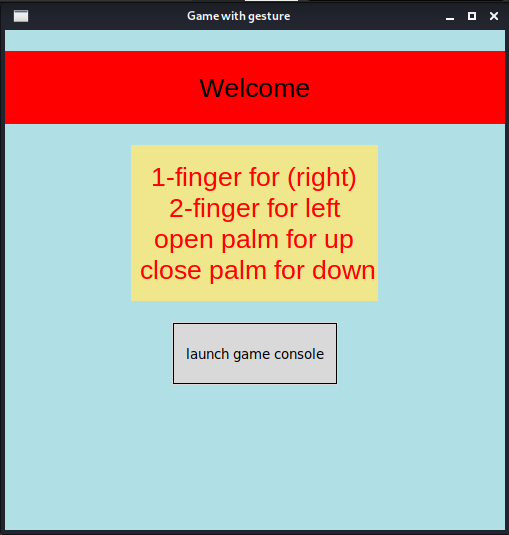 Game with gesture
Welcome
1-finger for (right)
2-finger for left
open palm for up
close palm for down
launch game console